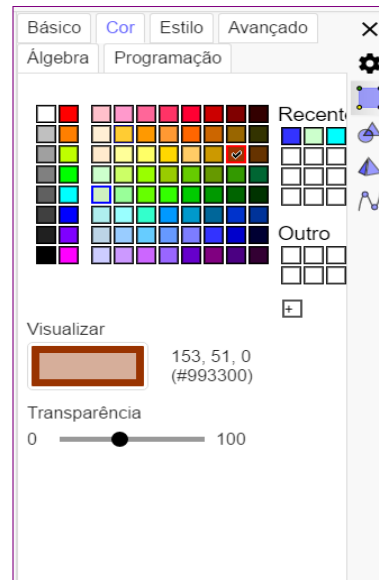 Básico Cor Estilo Avançado
Álgebra Programação
Recente
Outro
+
Visualizar
153, 51, 0
(#993300)
Transparência
0 100